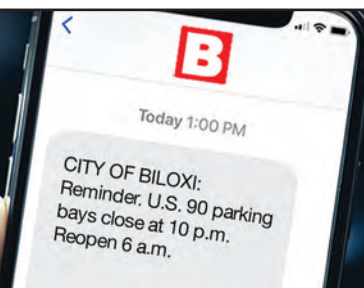 B
Today 1:00 PM
CITY OF BILOXI:
Reminder. U.S. 90 parking
bays close at 10 p.m.
Reopen 6 a.m.